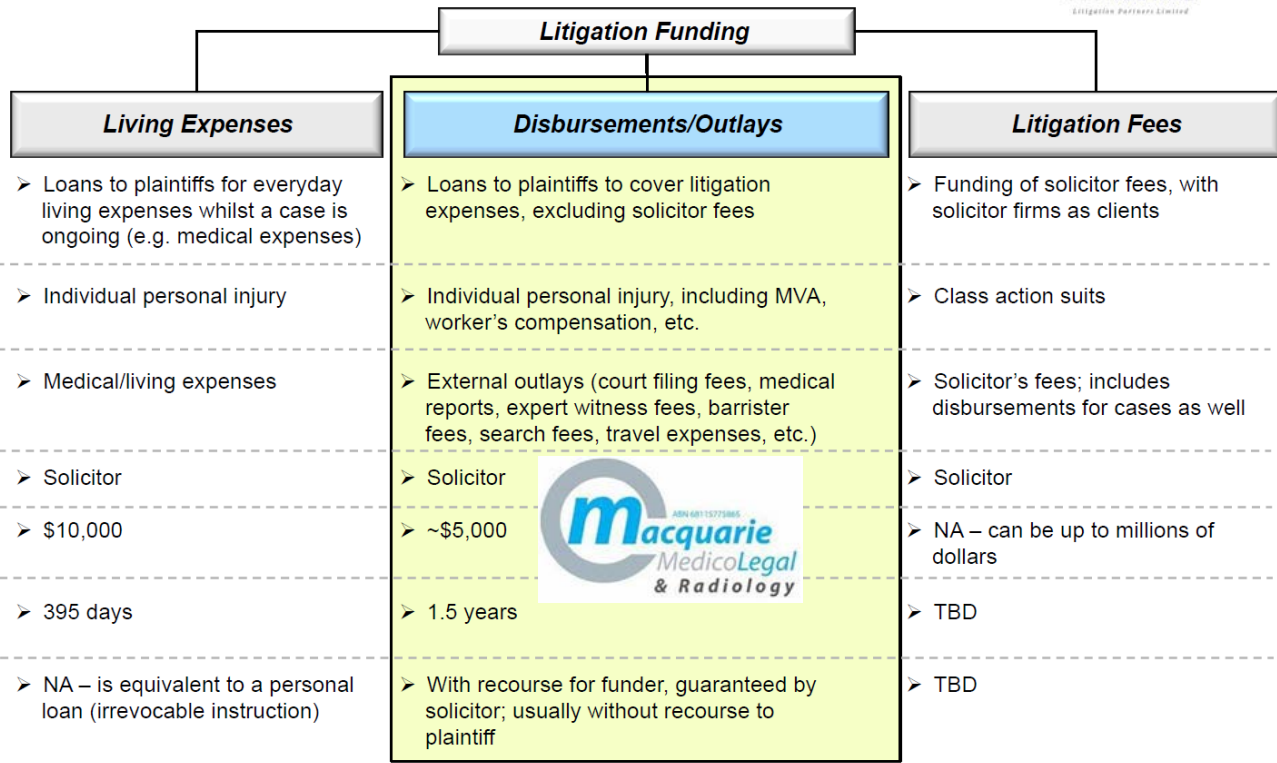 Litigation Partners Limited
Litigation Funding
Living Expenses
Disbursements/Outlays
Litigation Fees
➢ Loans to plaintiffs for everyday
living expenses whilst a case is
ongoing (e.g. medical expenses)
➢ Loans to plaintiffs to cover litigation
expenses, excluding solicitor fees
➢ Funding of solicitor fees, with
solicitor firms as clients
➢ Individual personal injury
➢ Individual personal injury, including MVA,
worker's compensation, etc.
➢ Class action suits
➢ Medical/living expenses
➢ External outlays (court filing fees, medical
reports, expert witness fees, barrister
fees, search fees, travel expenses, etc.)
➢ Solicitor's fees; includes
disbursements for cases as well
➢ Solicitor
➢ Solicitor
➢ Solicitor
➢ $10,000
➢ ~$5,000
➢ NA – can be up to millions of
dollars
ABN 68115775865
macquarie
MedicoLegal
& Radiology
➢ 395 days
➢ 1.5 years
➢ TBD
➢ NA – is equivalent to a personal
loan (irrevocable instruction)
➢ With recourse for funder, guaranteed by
solicitor; usually without recourse to
plaintiff
➢ TBD